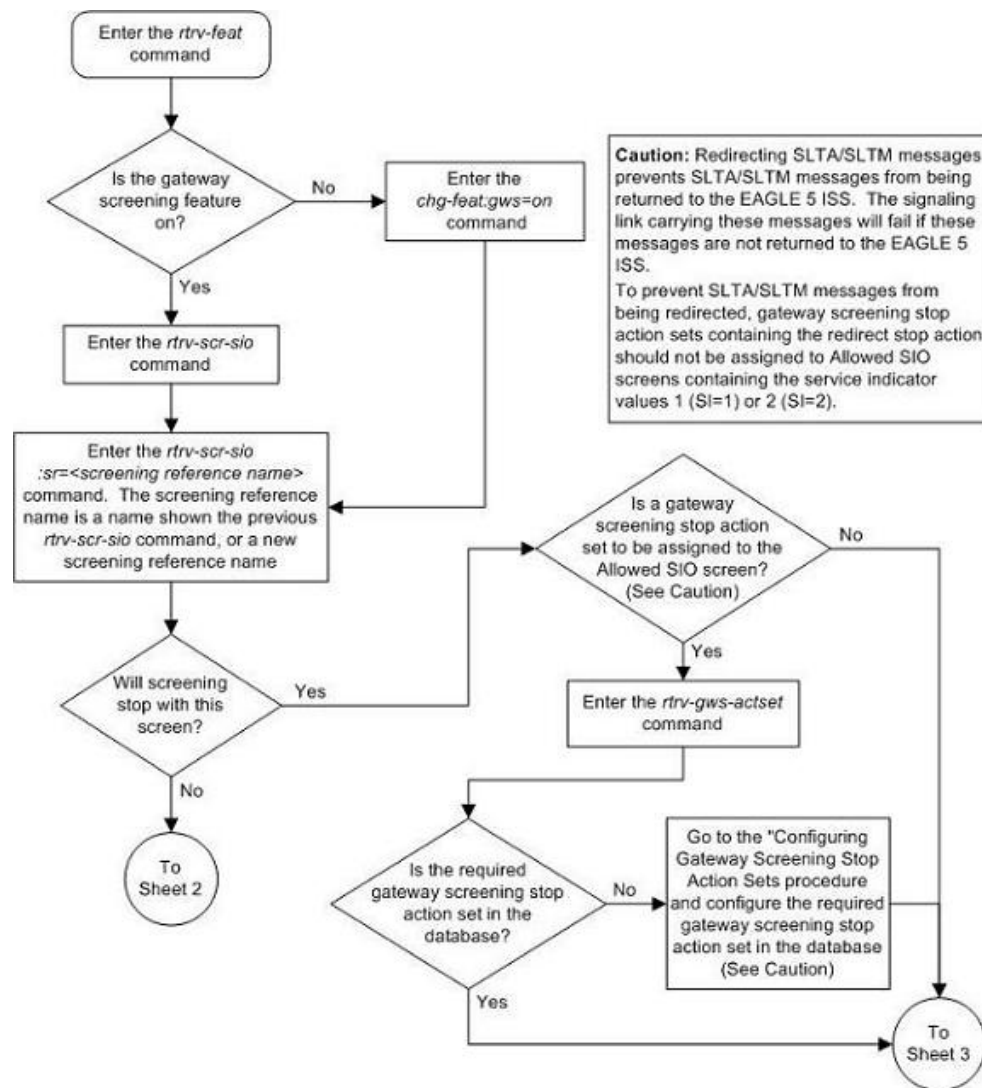 Enter the rtrv-feat
command
Is the gateway
screening feature
on?
No
Enter the
chg-feat:gws=on
command
Yes
Enter the rtrv-scr-sio
command
Enter the rtrv-scr-sio
:sr=<screening reference name>
command. The screening reference
name is a name shown the previous
rtrv-scr-sio command, or a new
screening reference name
Will screening
stop with this
screen?
Yes
No
To
Sheet 2
Caution: Redirecting SLTA/SLTM messages
prevents SLTA/SLTM messages from being
returned to the EAGLE 5 ISS. The signaling
link carrying these messages will fail if these
messages are not returned to the EAGLE 5
ISS.
To prevent SLTA/SLTM messages from
being redirected, gateway screening stop
action sets containing the redirect stop action
should not be assigned to Allowed SIO
screens containing the service indicator
values 1 (SI=1) or 2 (SI=2).
Is a gateway
screening stop action
set to be assigned to the
Allowed SIO screen?
(See Caution)
No
Yes
Enter the rtrv-gws-actset
command
Is the required
gateway screening stop
action set in the
database?
No
Go to the "Configuring
Gateway Screening Stop
Action Sets procedure
and configure the required
gateway screening stop
action set in the database
(See Caution)
Yes
To
Sheet 3